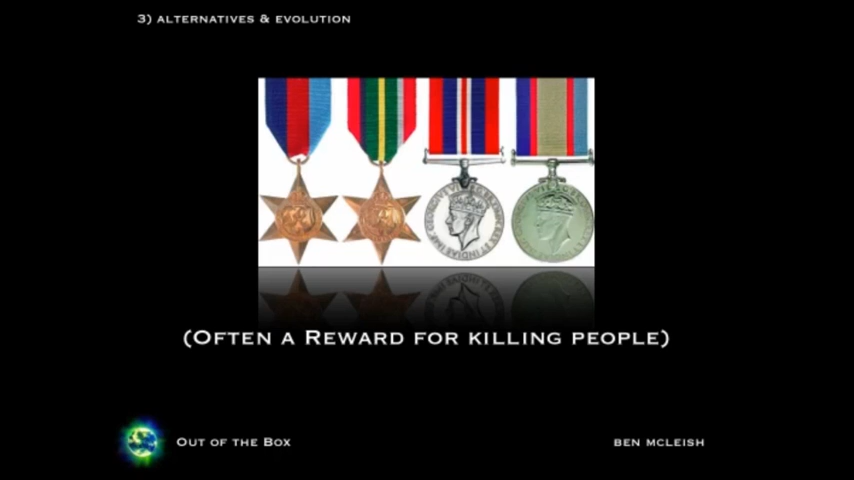 3) ALTERNATIVES & EVOLUTION
(OFTEN A REWARD FOR KILLING PEOPLE)
OUT OF THE BOX
BEN MCLEISH